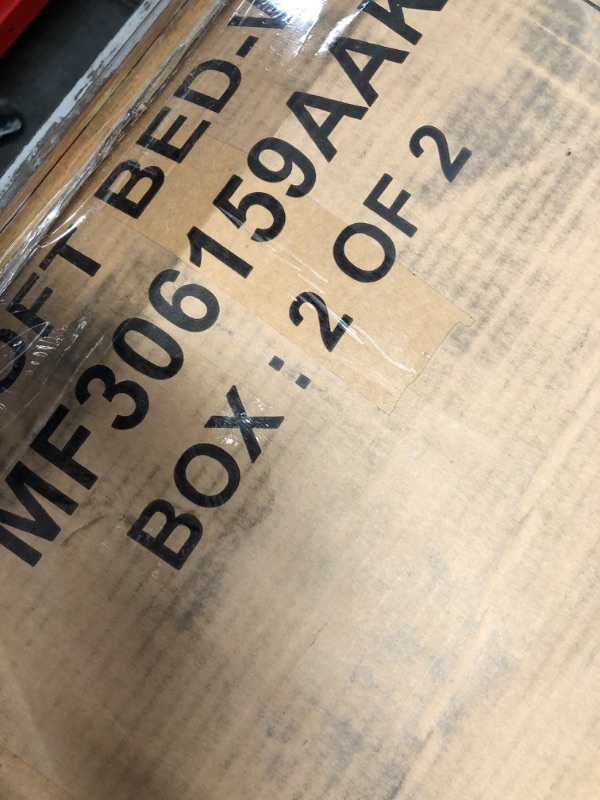 BED-
MF306159AAK
BOX : 2 OF 2